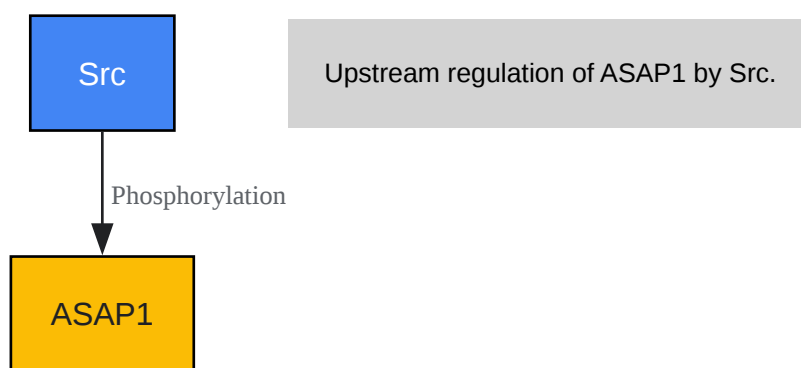 Src
Upstream regulation of ASAP1 by Src.
Phosphorylation
ASAP1